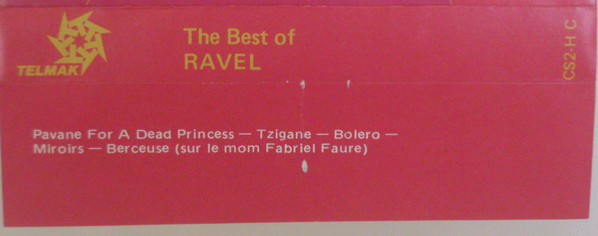 TELMAK
The Best of
RAVEL
CS2-H C
Pavane For A Dead Princess — Tzigane — Bolero —
Miroirs — Berceuse (sur le mom Fabriel Faure)